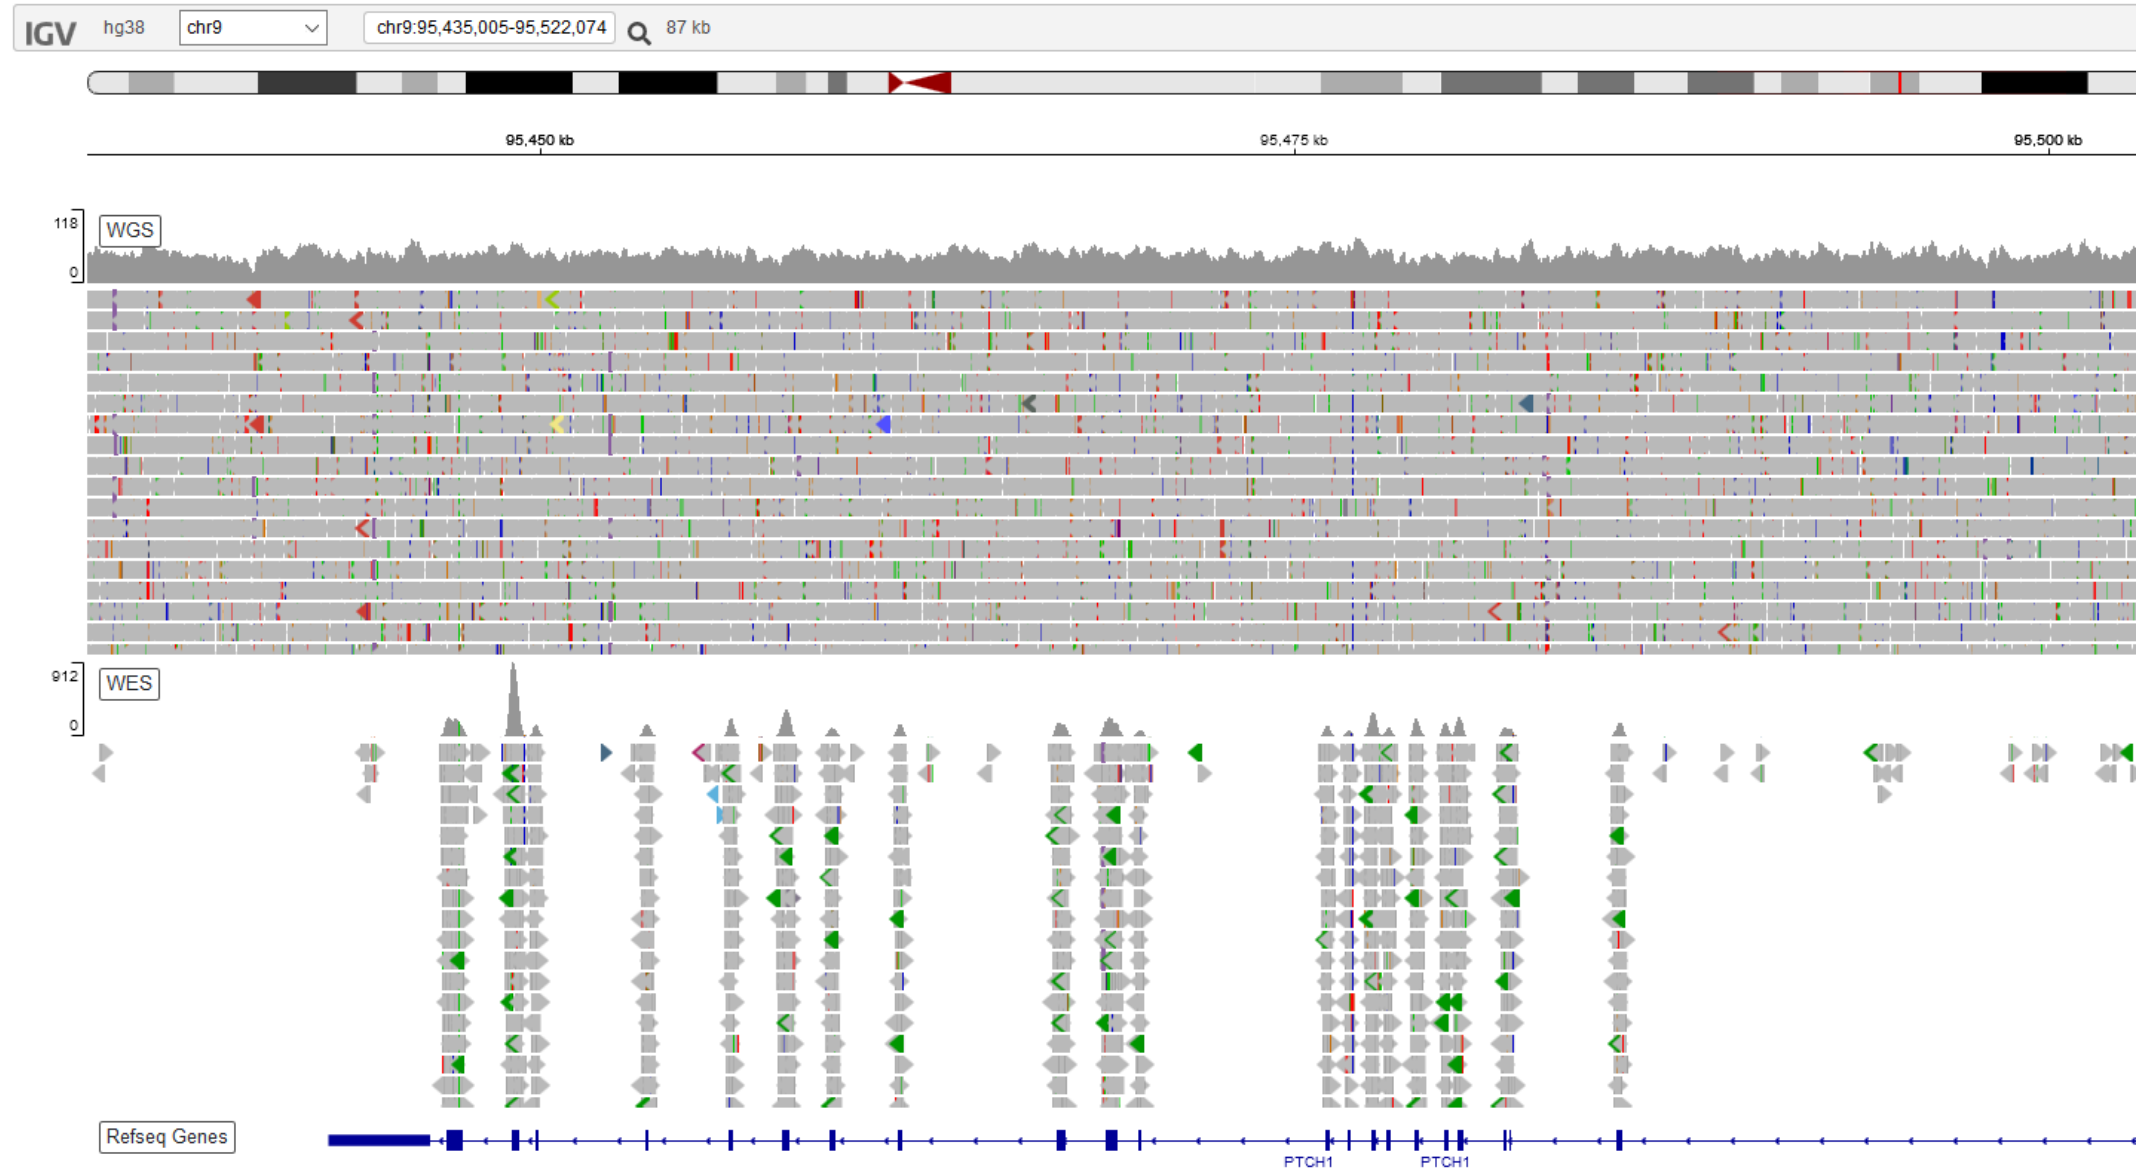 IGV hg38 chr9 chr9:95,435,005-95,522,074 87 kb
95,450 kb 95,475 kb 95,500 kb
118
WGS
0
912
WES
0
Refseq Genes
PTCH1 PTCH1